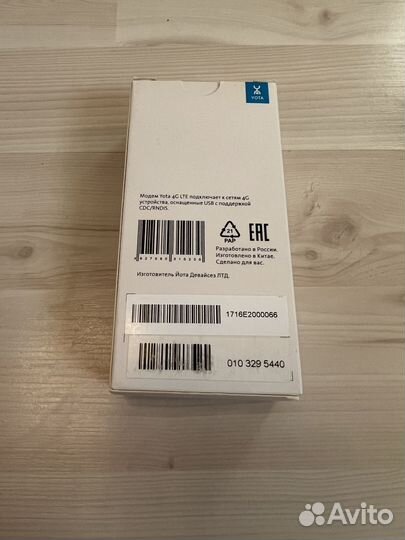 YOTA
Модем Yota 4G LTE подключает к сетям 4G
устройства, оснащенные USB с поддержкой
CDC/RNDIS.
21
PAP
EAC
Разработано в России.
Изготовлено в Китае.
Сделано для вас.
Изготовитель Йота Девайсез ЛТД.
1716E2000066
010 329 5440
Avito